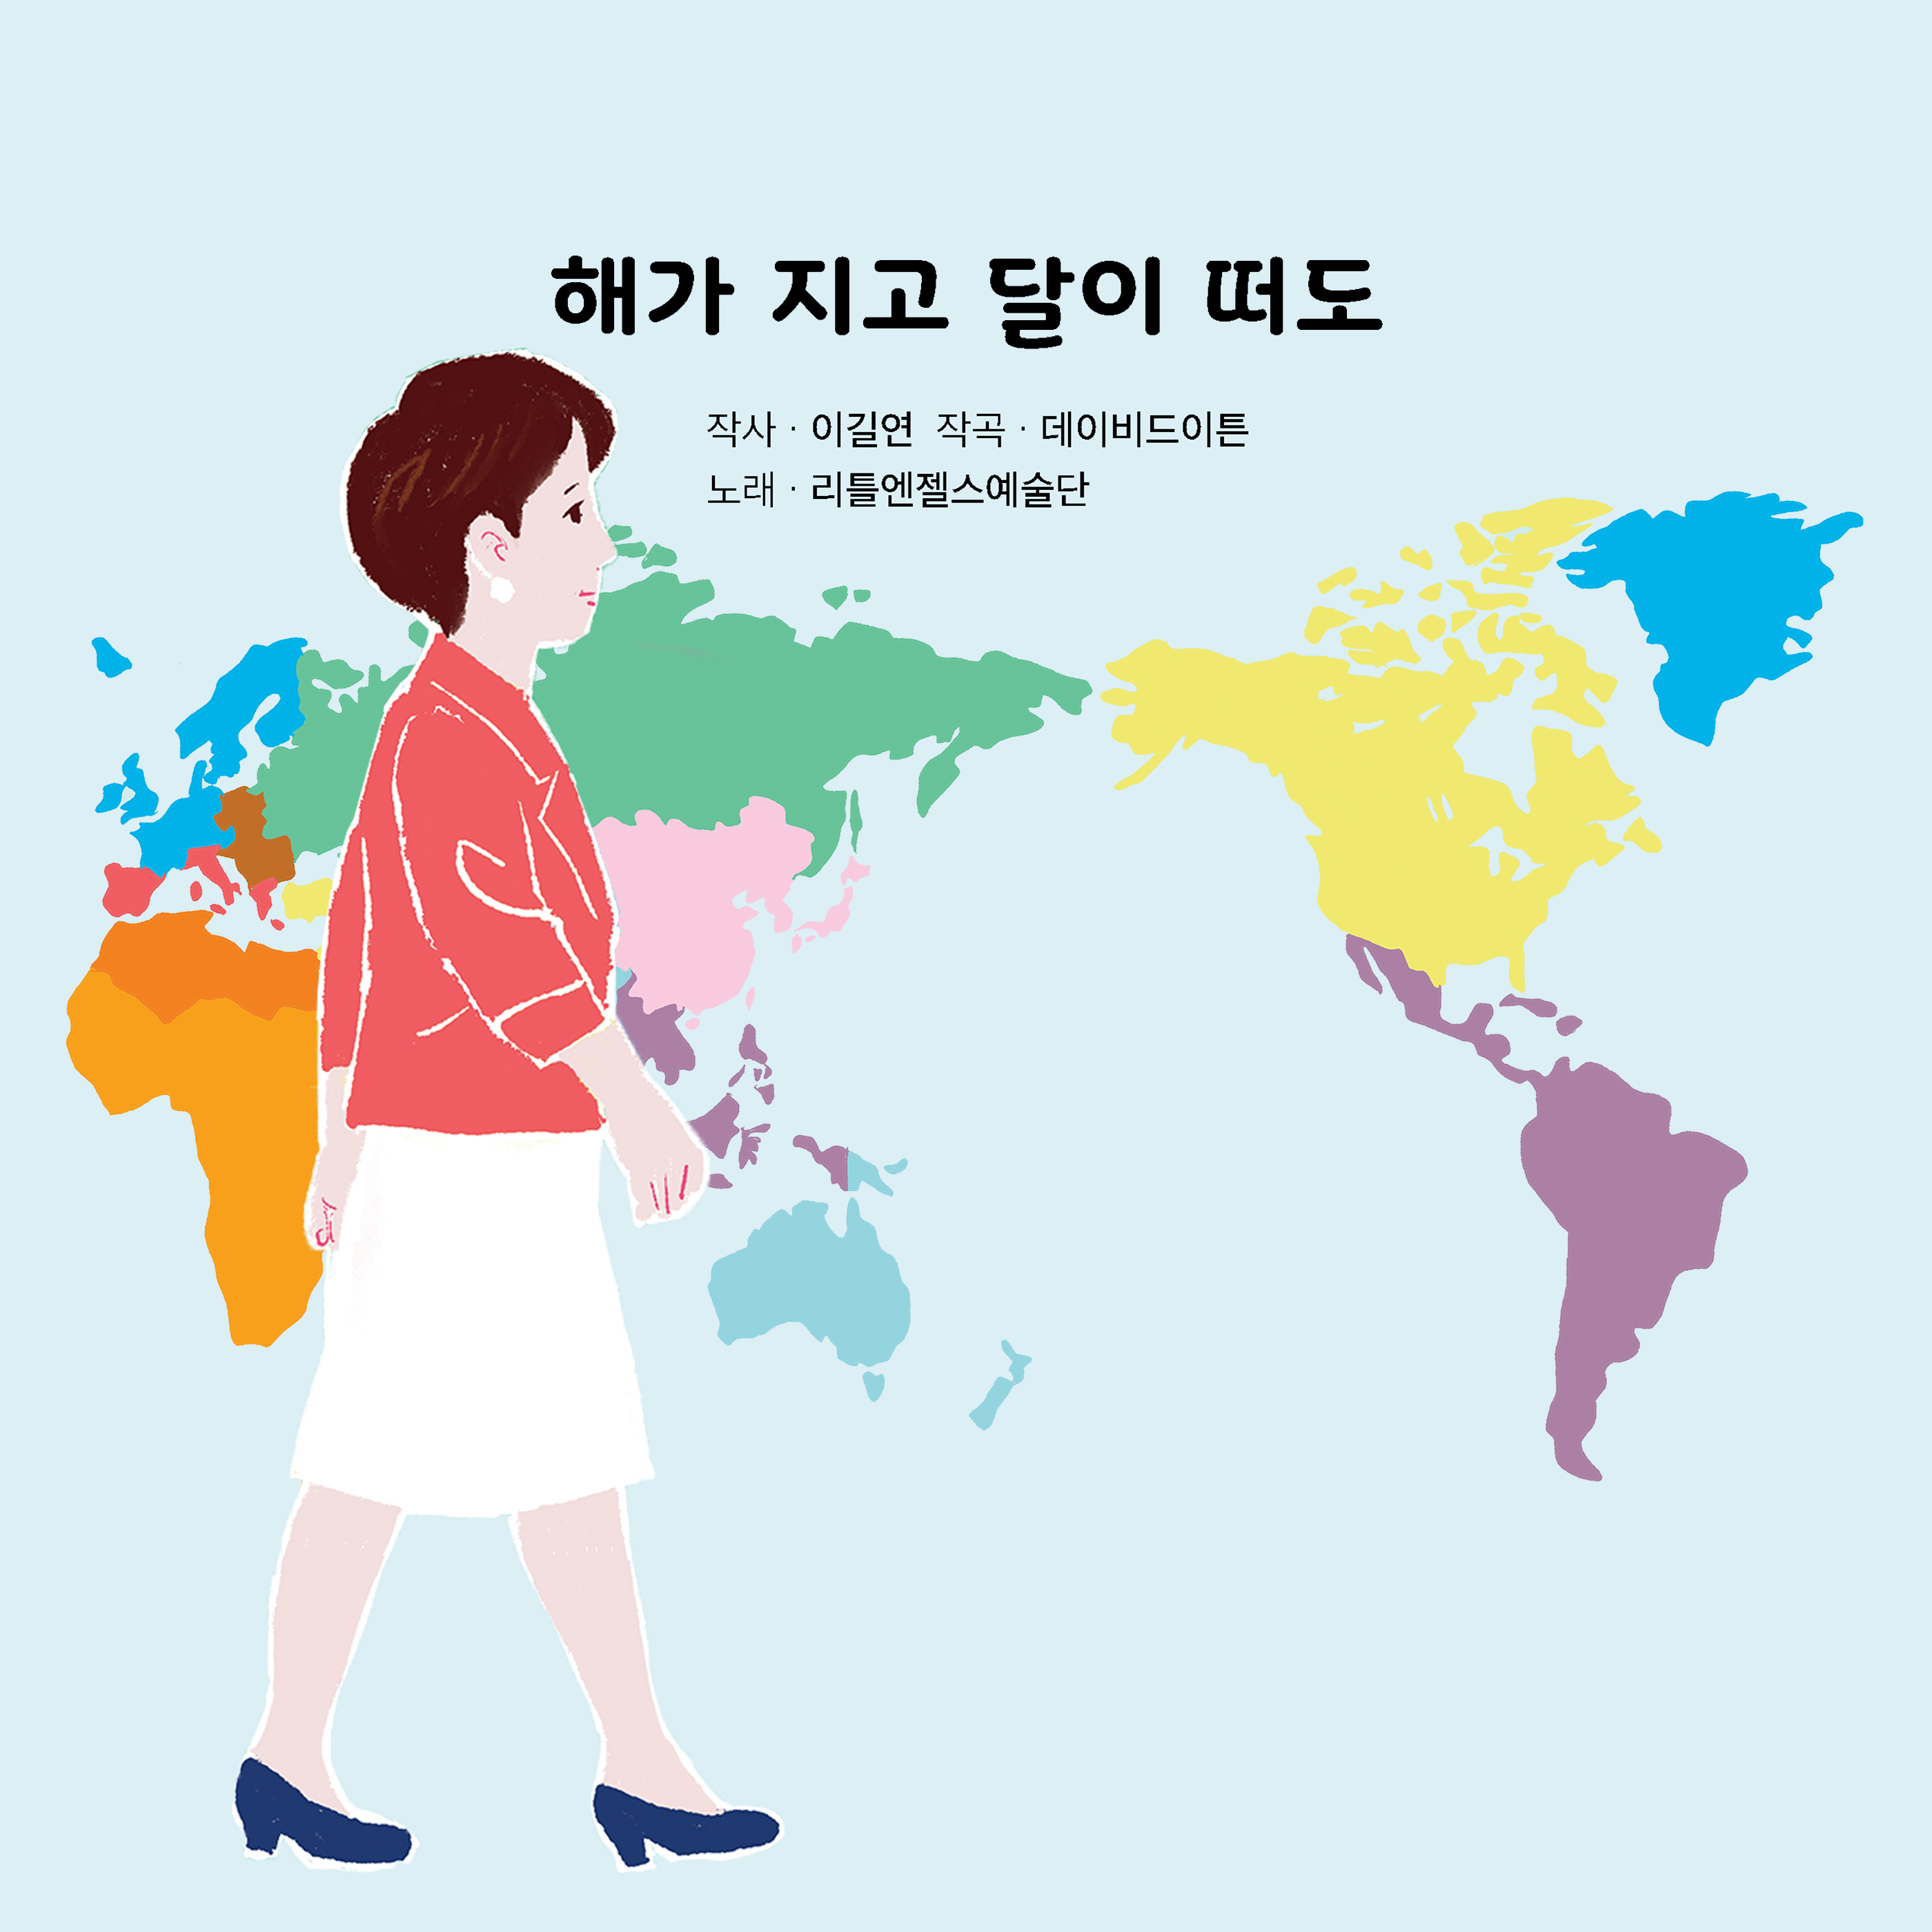 해가 지고 달이 떠도
작사 · 이길연 작곡 · 데이비드이튼
노래 · 리틀엔젤스예술단